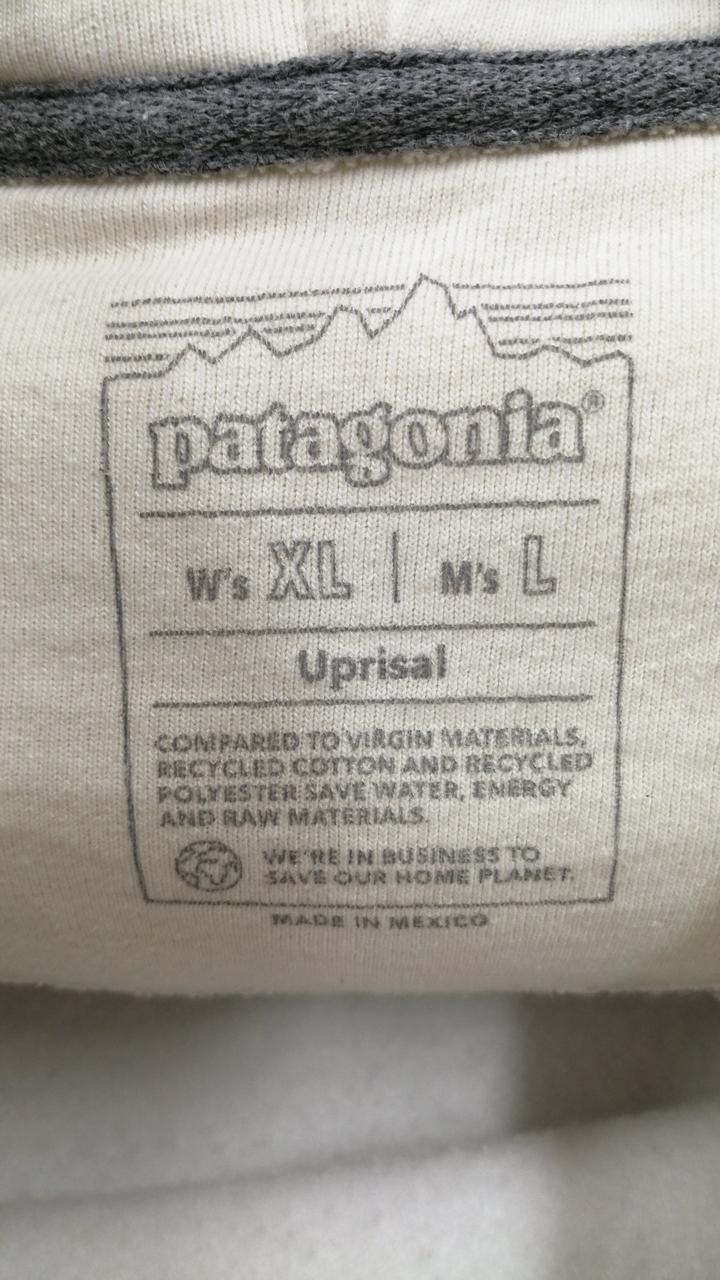 patagonia®
W's XL | M's L
Uprisal
COMPARED TO VIRGIN MATERIALS,
RECYCLED COTTON AND RECYCLED
POLYESTER SAVE WATER, ENERGY
AND RAW MATERIALS.
WE'RE IN BUSINESS TO
SAVE OUR HOME PLANET.
MADE IN MEXICO